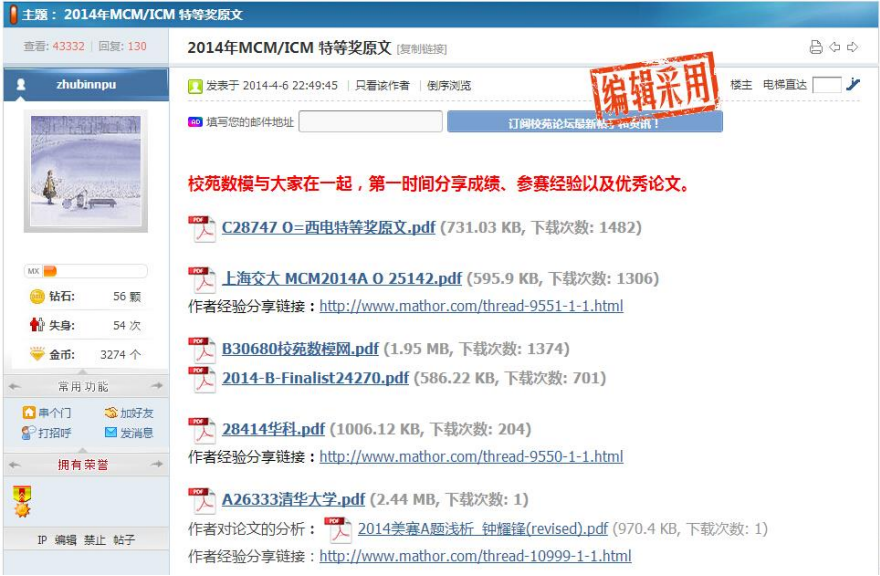 主题： 2014年MCM/ICM 特等奖原文
查看: 43332 | 回复: 130
2014年MCM/ICM 特等奖原文 [复制链接]
zhubinnpu
发表于 2014-4-6 22:49:45 | 只看该作者 | 倒序浏览
编辑采用
楼主 电梯直达
AD 填写您的邮件地址
订阅校苑论坛最新帖子和资讯！
校苑数模与大家在一起，第一时间分享成绩、参赛经验以及优秀论文。
PDF C28747 O=西电特等奖原文.pdf (731.03 KB, 下载次数: 1482)
PDF 上海交大 MCM2014A O 25142.pdf (595.9 KB, 下载次数: 1306)
作者经验分享链接：http://www.mathor.com/thread-9551-1-1.html
PDF B30680校苑数模网.pdf (1.95 MB, 下载次数: 1374)
PDF 2014-B-Finalist24270.pdf (586.22 KB, 下载次数: 701)
PDF 28414华科.pdf (1006.12 KB, 下载次数: 204)
作者经验分享链接：http://www.mathor.com/thread-9550-1-1.html
PDF A26333清华大学.pdf (2.44 MB, 下载次数: 1)
作者对论文的分析： PDF 2014美赛A题浅析_钟耀锋(revised).pdf (970.4 KB, 下载次数: 1)
作者经验分享链接：http://www.mathor.com/thread-10999-1-1.html
MX
钻石: 56 颗
失身: 54 次
金币: 3274 个
常用功能
串个门 加好友
打招呼 发消息
拥有荣誉
IP 编辑 禁止 帖子